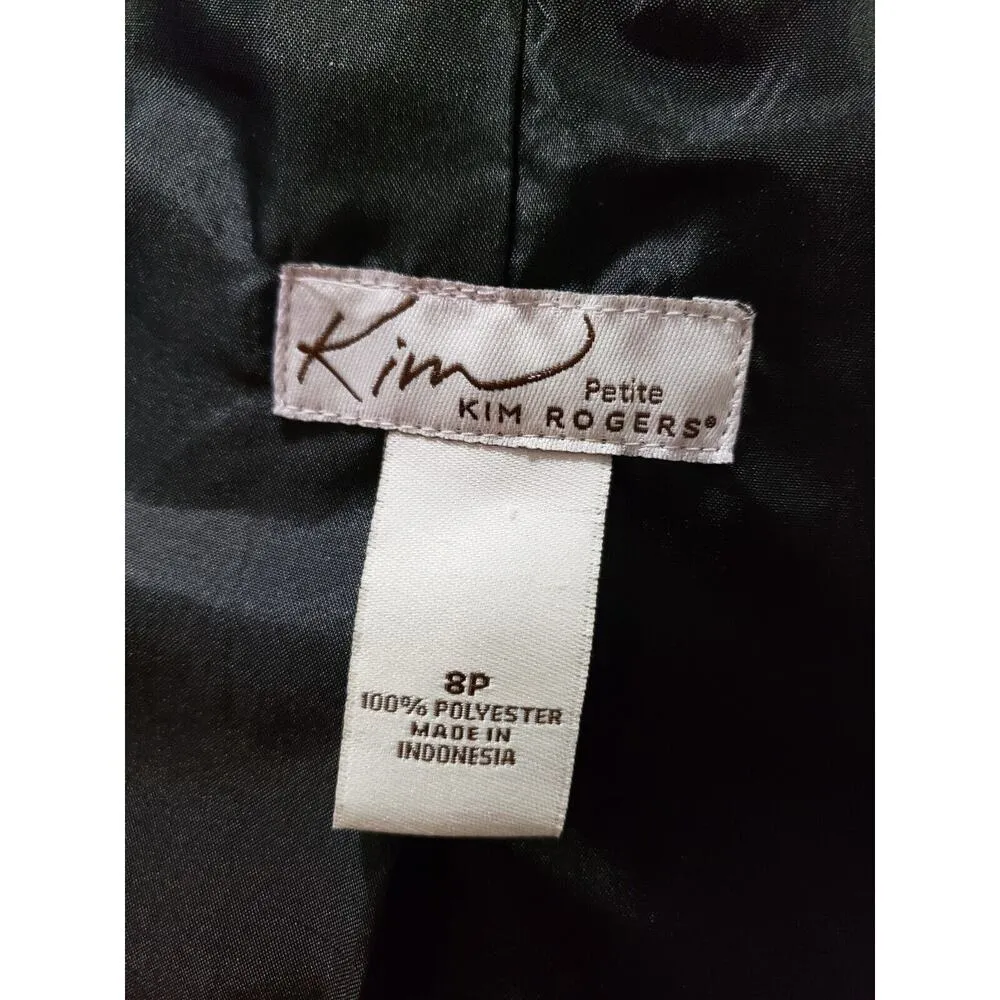 Kim
Petite
KIM ROGERS®
8P
100% POLYESTER
MADE IN
INDONESIA